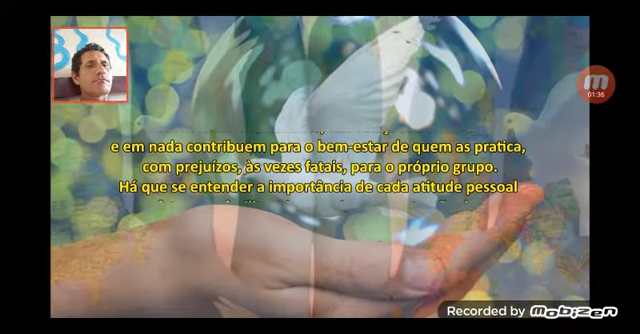 e em nada contribuem para o bem-estar de quem as pratica,
com prejuízos, às vezes fatais, para o próprio grupo.
Há que se entender a importância de cada atitude pessoal
01:36
Recorded by mobizen